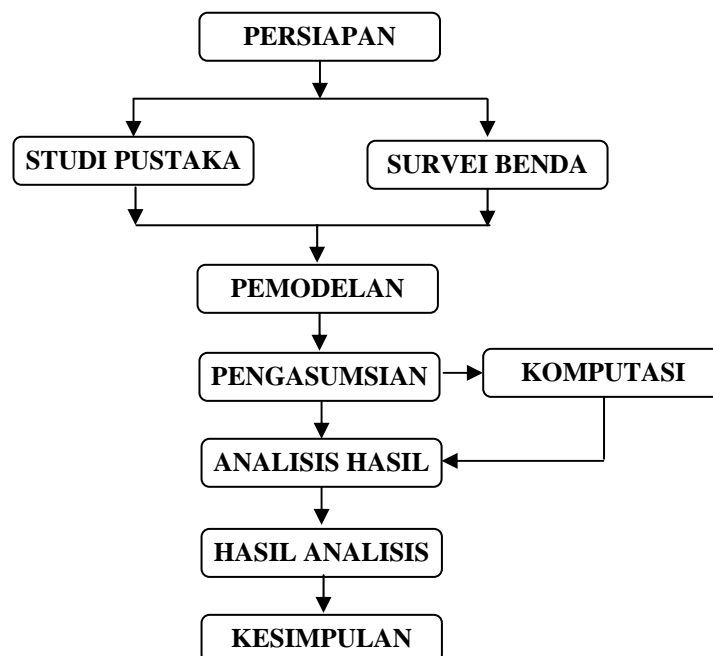 PERSIAPAN
STUDI PUSTAKA
SURVEI BENDA
PEMODELAN
PENGASUMSIAN
KOMPUTASI
ANALISIS HASIL
HASIL ANALISIS
KESIMPULAN